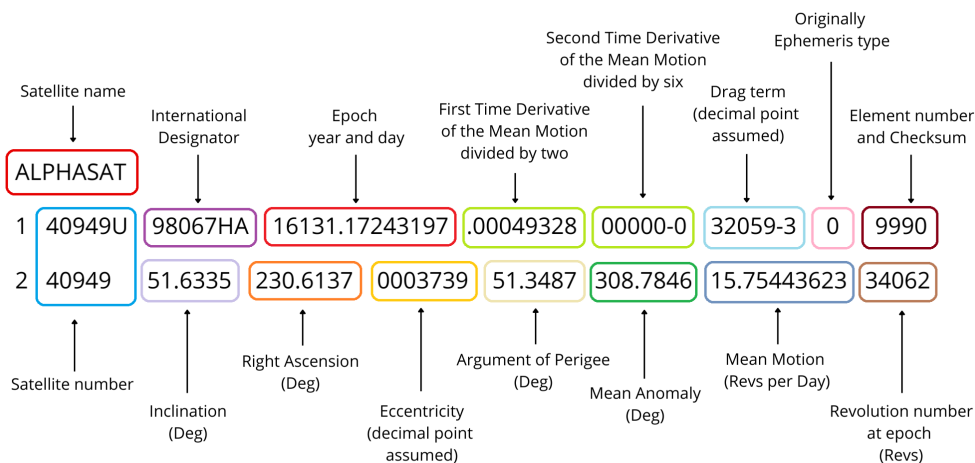 Satellite name
International
Designator
Epoch
year and day
First Time Derivative
of the Mean Motion
divided by two
Second Time Derivative
of the Mean Motion
divided by six
Drag term
(decimal point
assumed)
Originally
Ephemeris type
Element number
and Checksum
ALPHASAT
1 40949U 98067HA 16131.17243197 .00049328 00000-0 32059-3 0 9990
2 40949 51.6335 230.6137 0003739 51.3487 308.7846 15.75443623 34062
Satellite number
Inclination
(Deg)
Right Ascension
(Deg)
Eccentricity
(decimal point
assumed)
Argument of Perigee
(Deg)
Mean Anomaly
(Deg)
Mean Motion
(Revs per Day)
Revolution number
at epoch
(Revs)